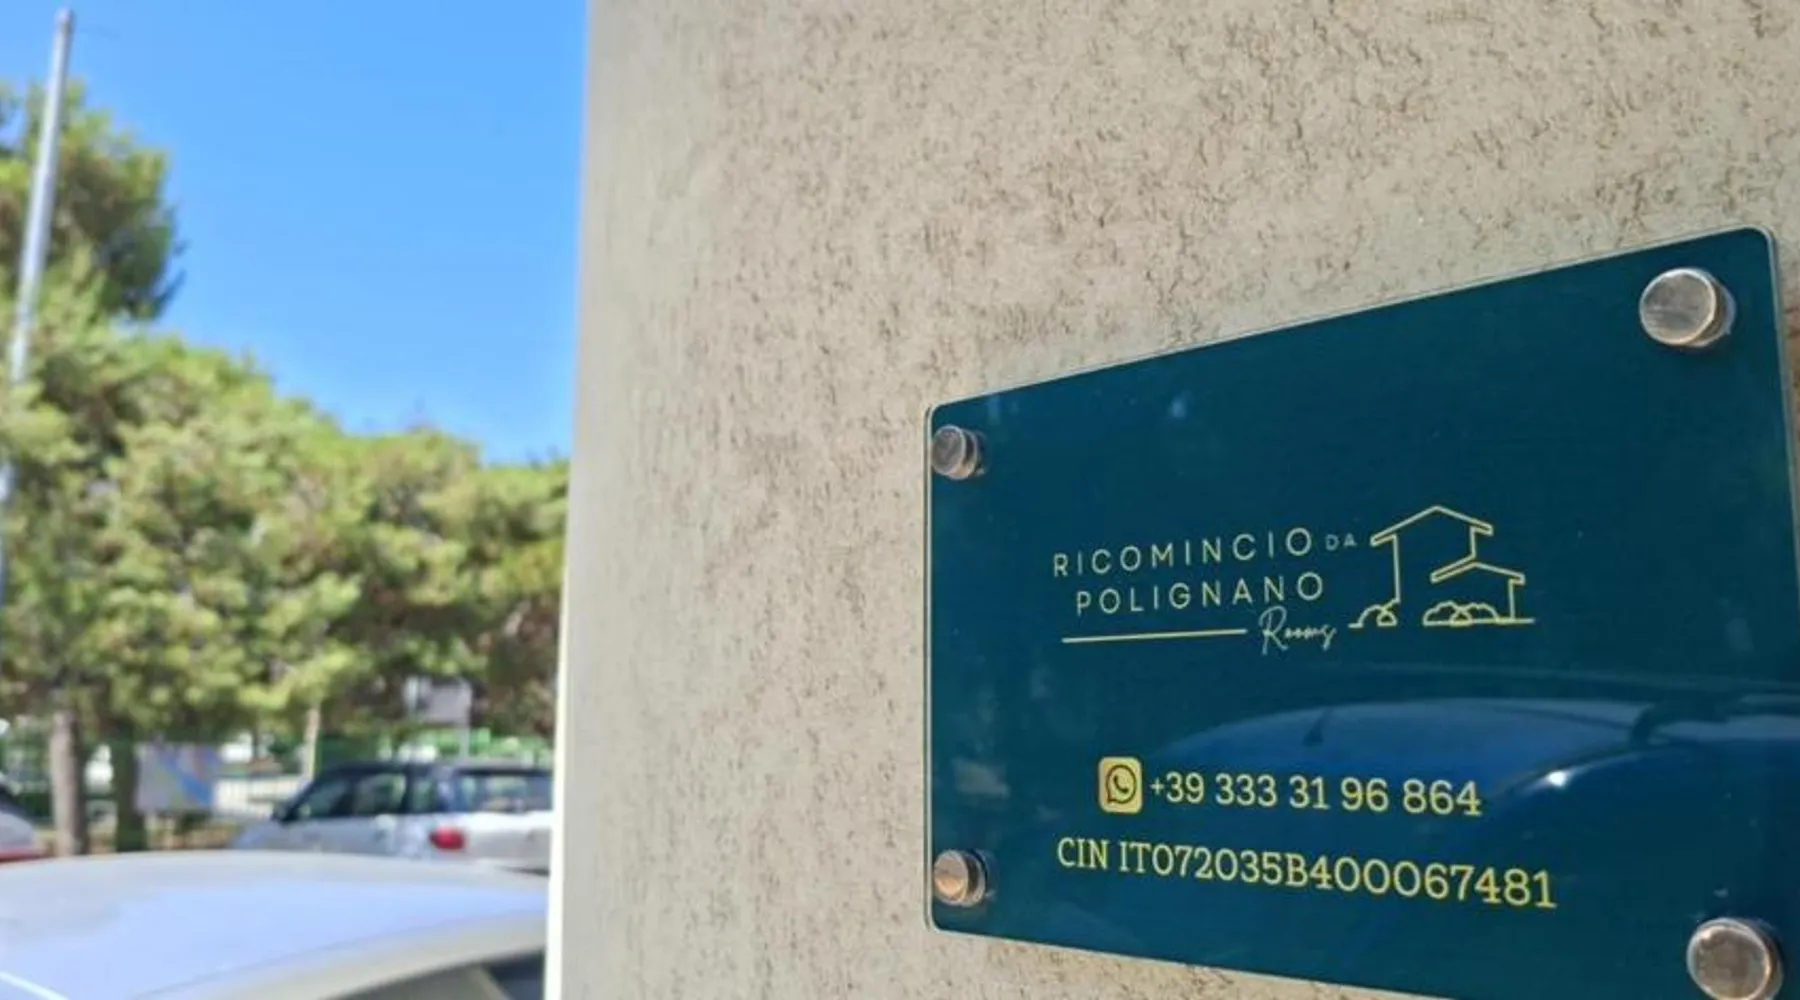 RICOMINCIO DA
POLIGNANO
Rooms
+39 333 31 96 864
CIN IT072035B400067481